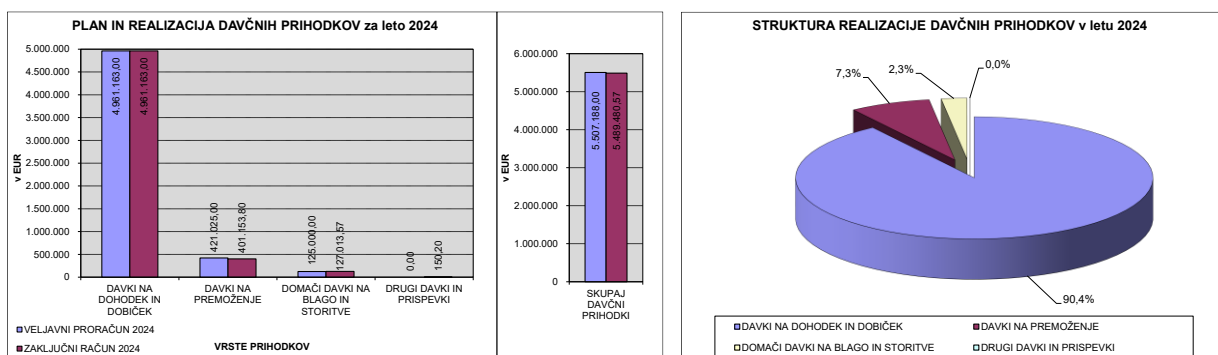 PLAN IN REALIZACIJA DAVČNIH PRIHODKOV za leto 2024
v EUR
5.000.000
4.500.000
4.000.000
3.500.000
3.000.000
2.500.000
2.000.000
1.500.000
1.000.000
500.000
0
4.961.163,00
4.961.163,00
421.025,00
401.153,80
125.000,00
127.013,57
0,00
150,20
DAVKI NA DOHODEK IN DOBIČEK
DAVKI NA PREMOŽENJE
DOMAČI DAVKI NA BLAGO IN STORITVE
DRUGI DAVKI IN PRISPEVKI
VELJAVNI PRORAČUN 2024
ZAKLJUČNI RAČUN 2024
VRSTE PRIHODKOV
v EUR
6.000.000
5.000.000
4.000.000
3.000.000
2.000.000
1.000.000
0
5.507.188,00
5.489.480,57
SKUPAJ DAVČNI PRIHODKI
STRUKTURA REALIZACIJE DAVČNIH PRIHODKOV v letu 2024
7,3%
2,3%
0,0%
90,4%
DAVKI NA DOHODEK IN DOBIČEK
DAVKI NA PREMOŽENJE
DOMAČI DAVKI NA BLAGO IN STORITVE
DRUGI DAVKI IN PRISPEVKI